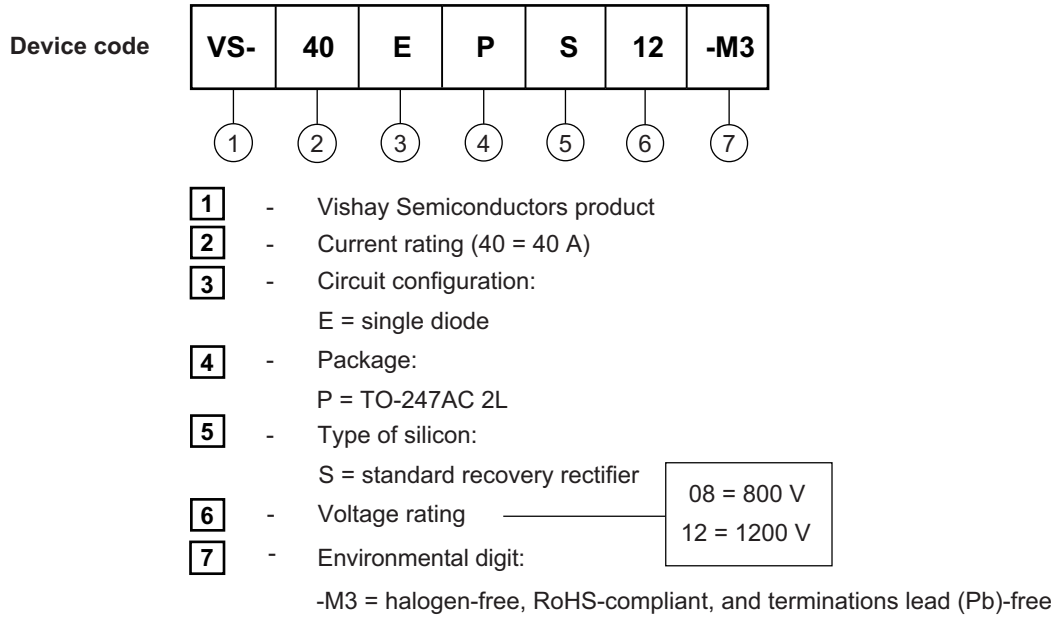 Device code VS- 40 E P S 12 -M3
1 2 3 4 5 6 7
1 - Vishay Semiconductors product
2 - Current rating (40 = 40 A)
3 - Circuit configuration:
E = single diode
4 - Package:
P = TO-247AC 2L
5 - Type of silicon:
S = standard recovery rectifier
6 - Voltage rating
08 = 800 V
12 = 1200 V
7 - Environmental digit:
-M3 = halogen-free, RoHS-compliant, and terminations lead (Pb)-free